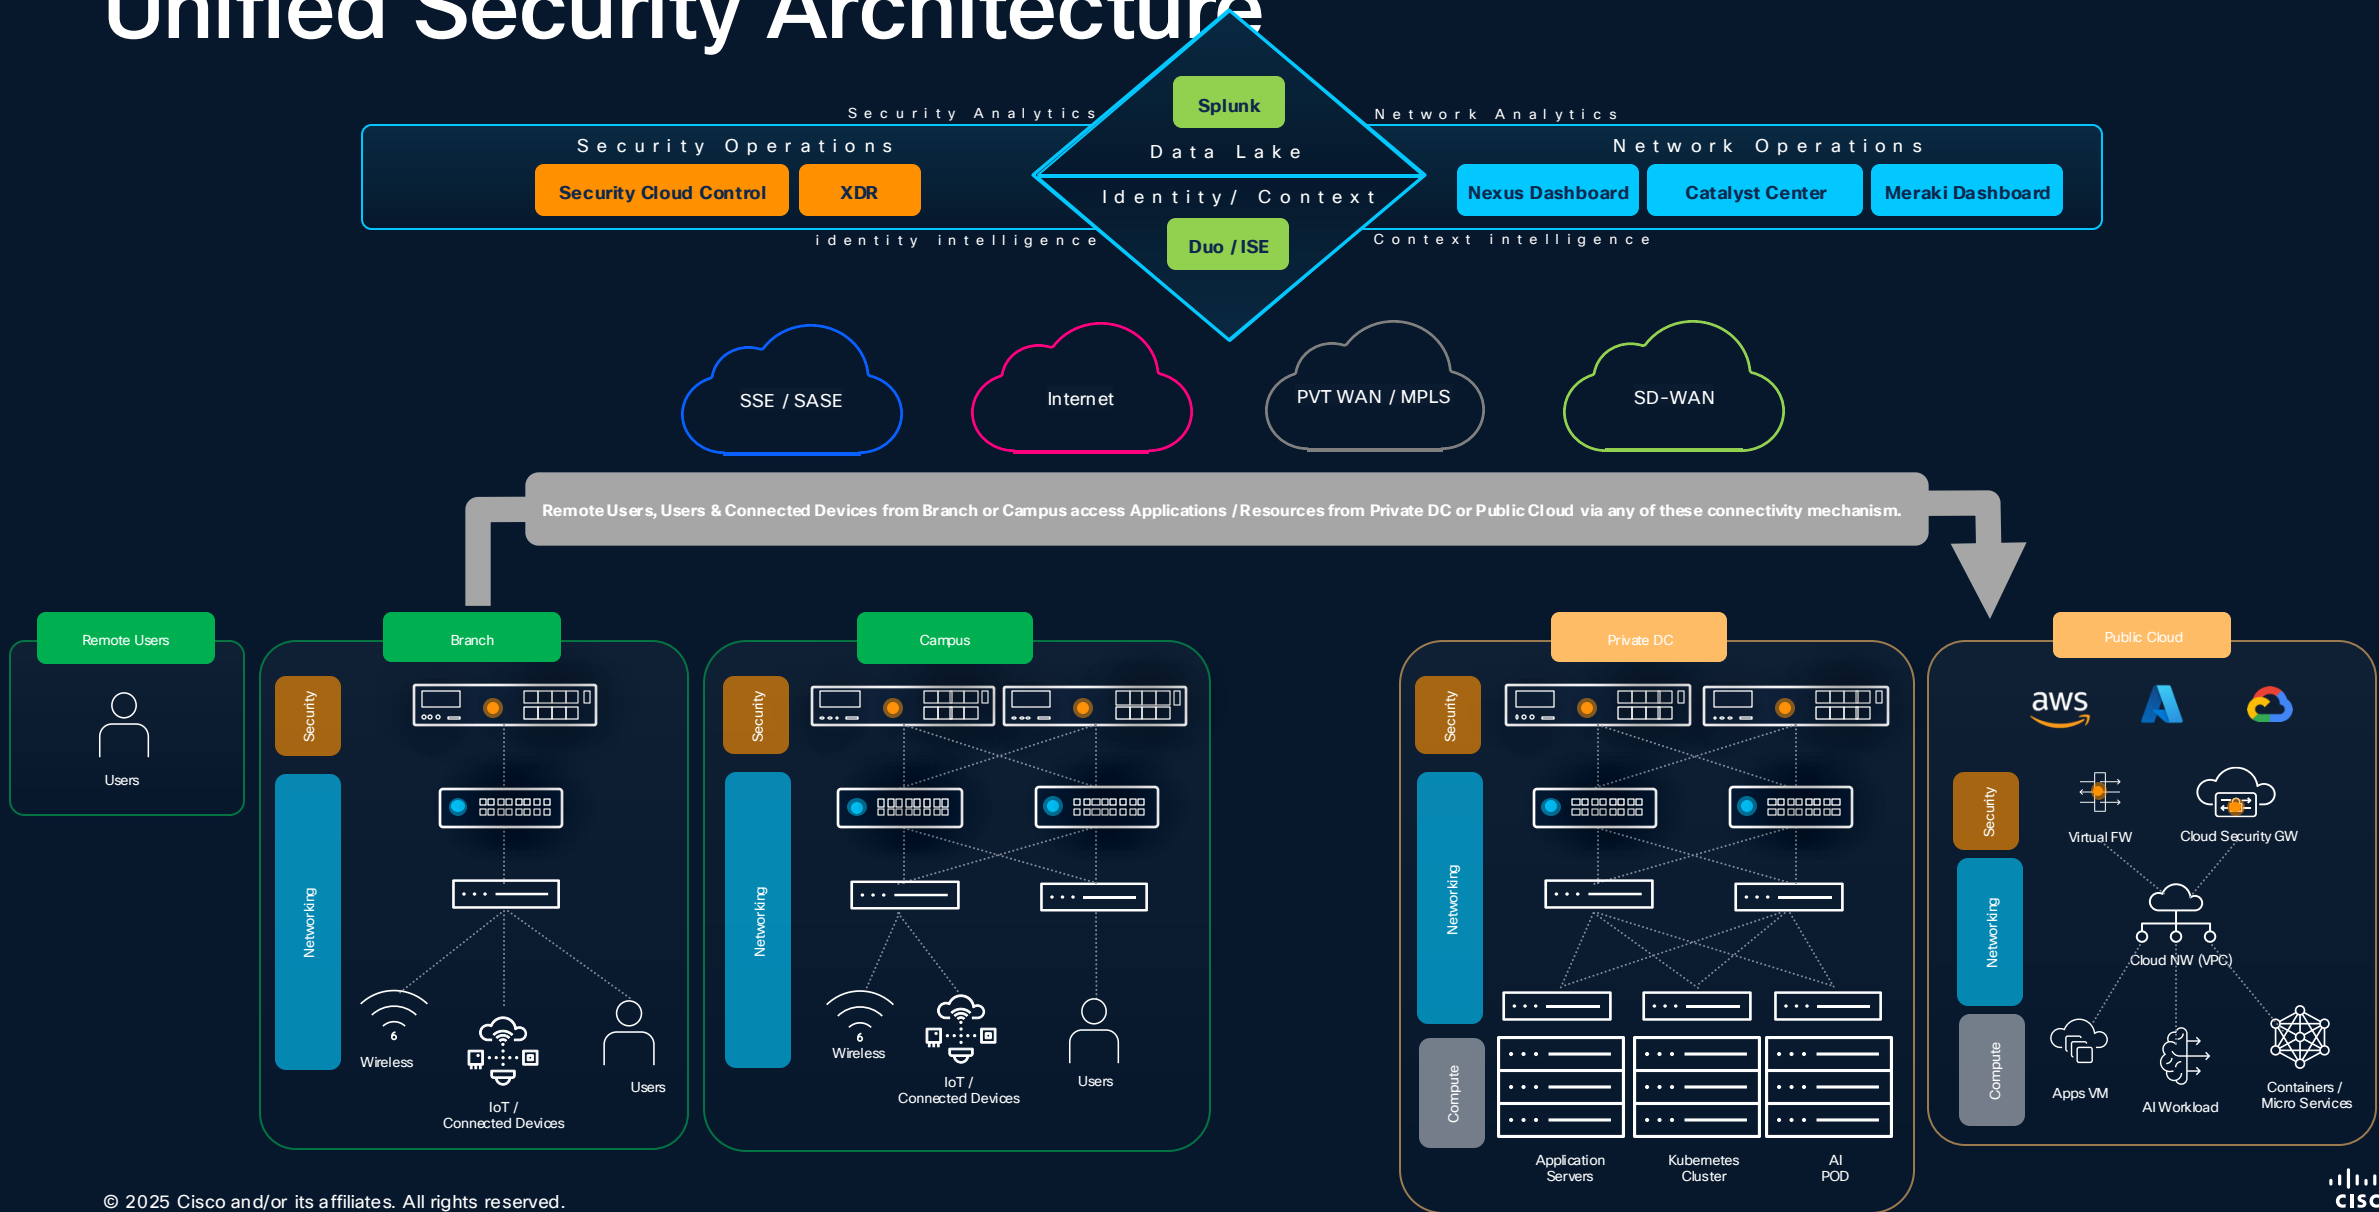 Unified Security Architecture
Splunk
Data Lake
Identity/ Context
Duo / ISE
Security Analytics
Security Operations
Security Cloud Control
XDR
identity intelligence
Network Analytics
Network Operations
Nexus Dashboard
Catalyst Center
Meraki Dashboard
Context intelligence
SSE / SASE
Internet
PVT WAN / MPLS
SD-WAN
Remote Users, Users & Connected Devices from Branch or Campus access Applications / Resources from Private DC or Public Cloud via any of these connectivity mechanism.
Remote Users
Users
Branch
Security
Networking
6
Wireless
IoT /
Connected Devices
Users
Campus
Security
Networking
6
Wireless
IoT /
Connected Devices
Users
Private DC
Security
Networking
Compute
Application
Servers
Kubernetes
Cluster
AI
POD
Public Cloud
aws
Security
Virtual FW
Cloud Security GW
Networking
Cloud NW (VPC)
Compute
Apps VM
AI Workload
Containers /
Micro Services
© 2025 Cisco and/or its affiliates. All rights reserved.
CISC